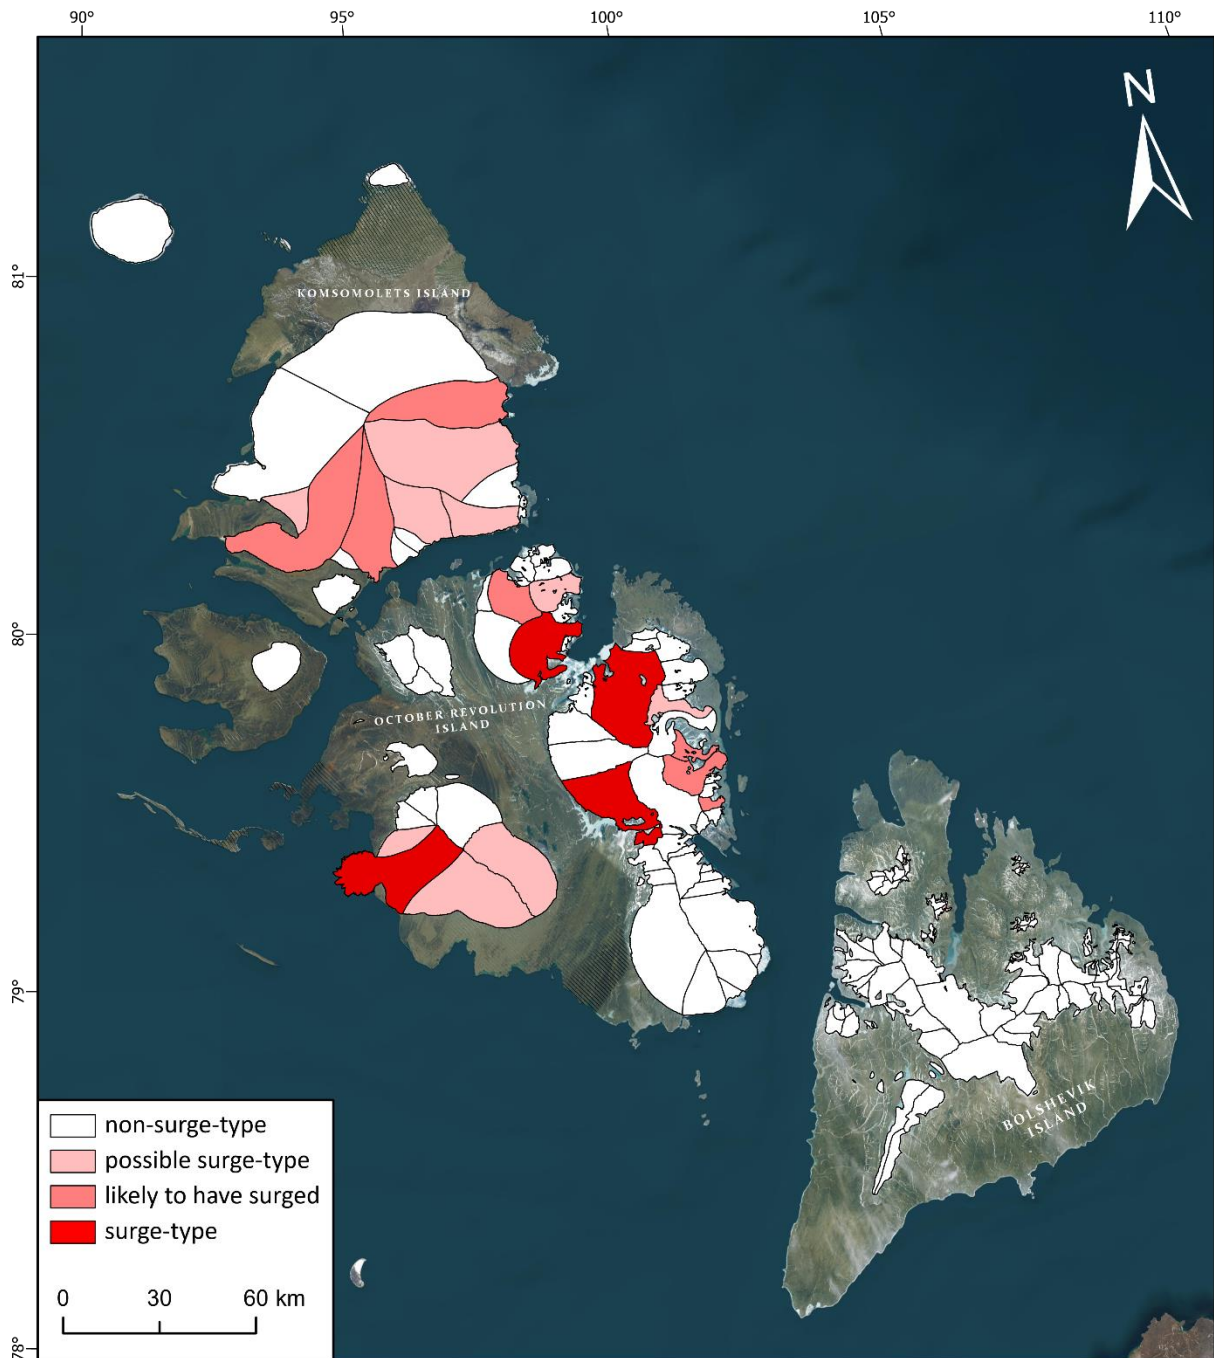 90° 95° 100° 105° 110°
N
81°
KOMSOMOLETS ISLAND
80°
OCTOBER REVOLUTION
ISLAND
79°
BOLSHEVIK
ISLAND
non-surge-type
possible surge-type
likely to have surged
surge-type
0 30 60 km
78°